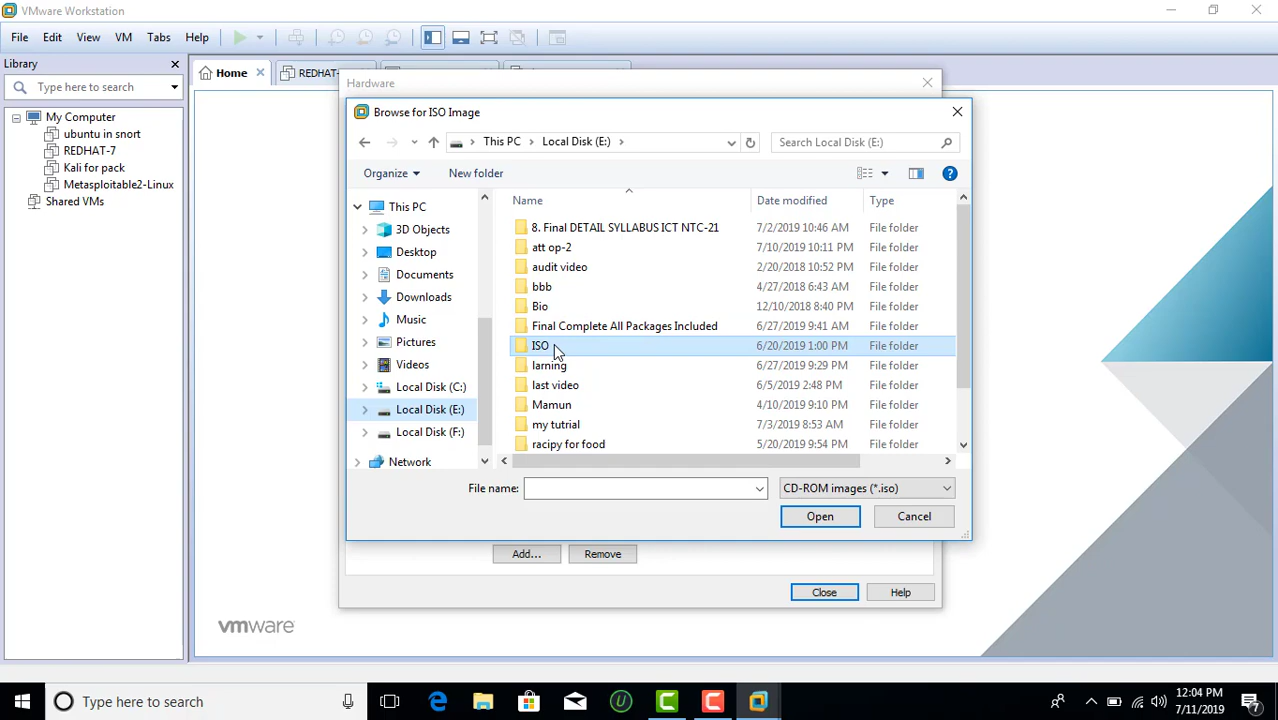 VMware Workstation
File Edit View VM Tabs Help
Library
Type here to search
My Computer
ubuntu in snort
REDHAT-7
Kali for pack
Metasploitable2-Linux
Shared VMs
Home
REDHAT-
Hardware
Browse for ISO Image
This PC > Local Disk (E:) >
Search Local Disk (E:)
Organize
New folder
This PC
3D Objects
Desktop
Documents
Downloads
Music
Pictures
Videos
Local Disk (C:)
Local Disk (E:)
Local Disk (F:)
Network
Name Date modified Type
8. Final DETAIL SYLLABUS ICT NTC-21 7/2/2019 10:46 AM File folder
att op-2 7/10/2019 10:11 PM File folder
audit video 2/20/2018 10:52 PM File folder
bbb 4/27/2018 6:43 AM File folder
Bio 12/10/2018 8:40 PM File folder
Final Complete All Packages Included 6/27/2019 9:41 AM File folder
ISO 6/20/2019 1:00 PM File folder
larning 6/27/2019 9:29 PM File folder
last video 6/5/2019 2:48 PM File folder
Mamun 4/10/2019 9:10 PM File folder
my tutrial 7/3/2019 8:53 AM File folder
racipy for food 5/20/2019 9:54 PM File folder
File name:
CD-ROM images (*.iso)
Open
Cancel
Add...
Remove
Close
Help
vmware
Type here to search
12:04 PM
7/11/2019
7